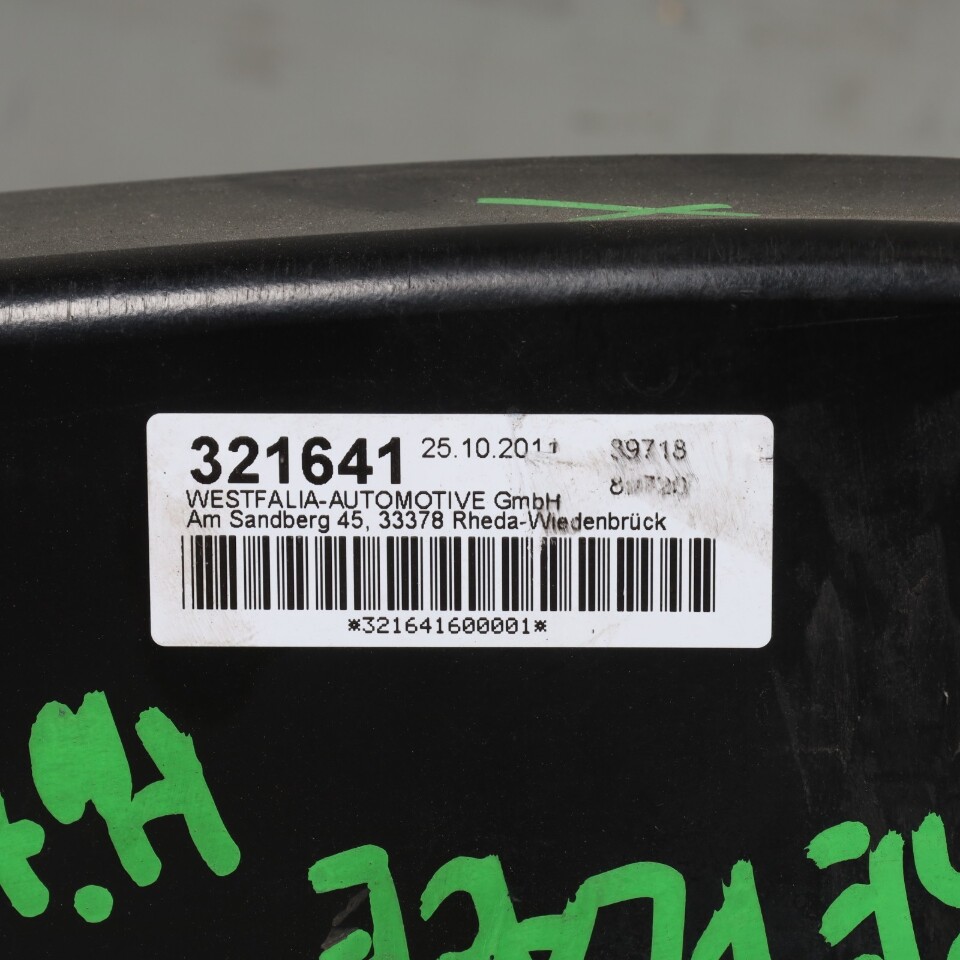 321641 25.10.2011 39718
WESTFALIA-AUTOMOTIVE GmbH
Am Sandberg 45, 33378 Rheda-Wiedenbrück
*321641600001*